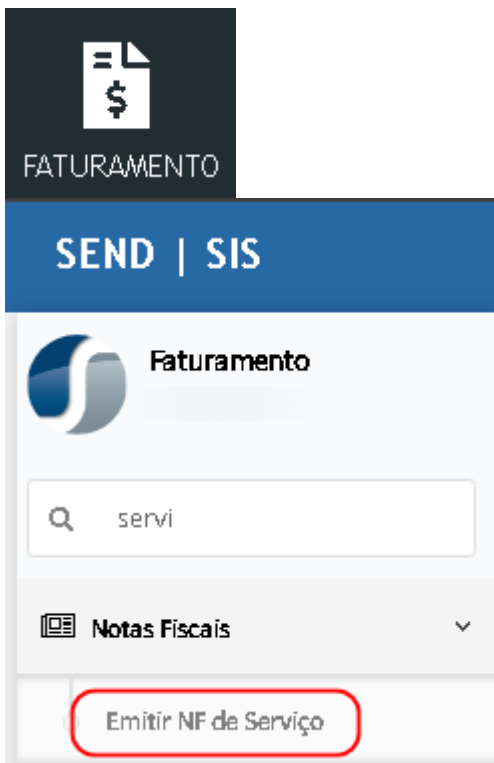 FATURAMENTO
SEND | SIS
Faturamento
servi
Notas Fiscais
Emitir NF de Serviço